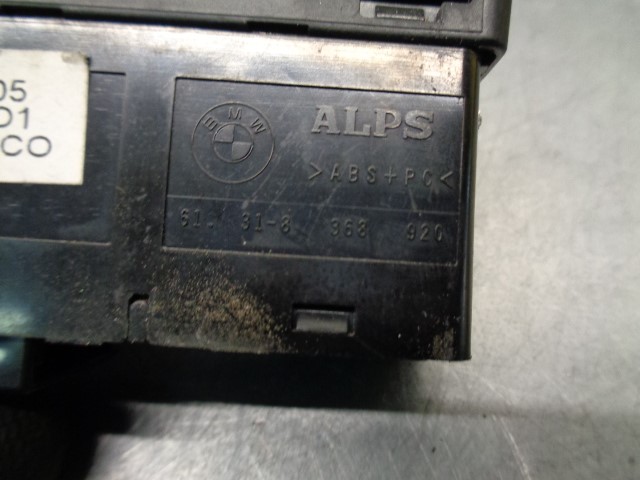 05
01
CO
BMW
ALPS
>ABS+PC<
61. 31-8 368 920